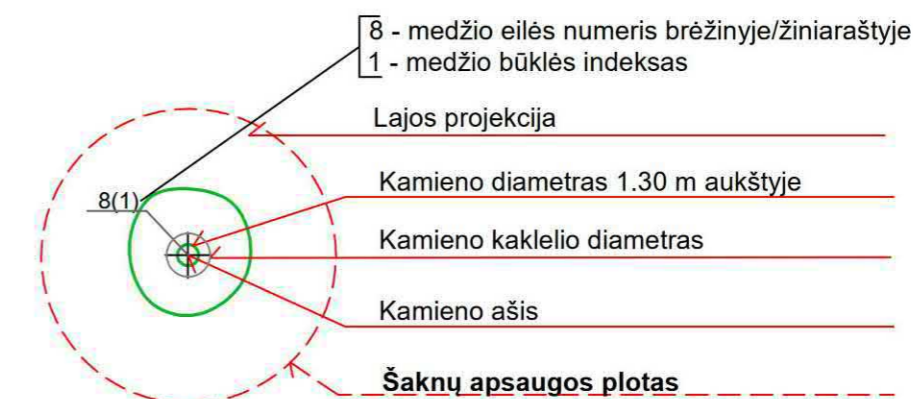 8 - medžio eilės numeris brėžinyje/žiniaraštyje
1 - medžio būklės indeksas
Lajos projekcija
Kamieno diametras 1.30 m aukštyje
8(1)
Kamieno kaklelio diametras
Kamieno ašis
Šaknų apsaugos plotas